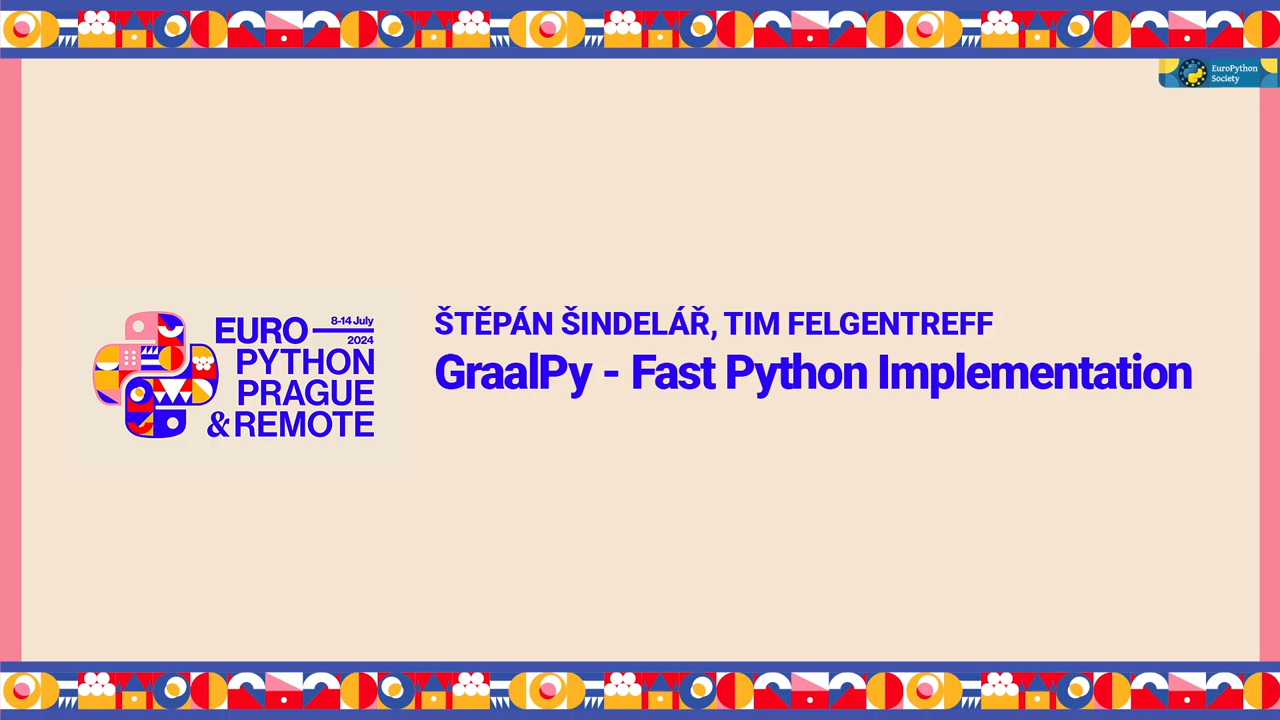 EuroPython
Society
EURO
8-14 July
2024
PYTHON
PRAGUE
& REMOTE
ŠTĚPÁN ŠINDELÁŘ, TIM FELGENTREFF
GraalPy - Fast Python Implementation